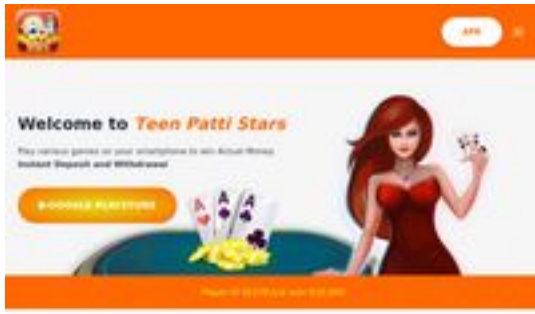 APK
Welcome to Teen Patti Stars
Play various games on your smartphone to win Actual Money.
Instant Deposit and Withdrawal
GOOGLE PLAYSTORE
A A A